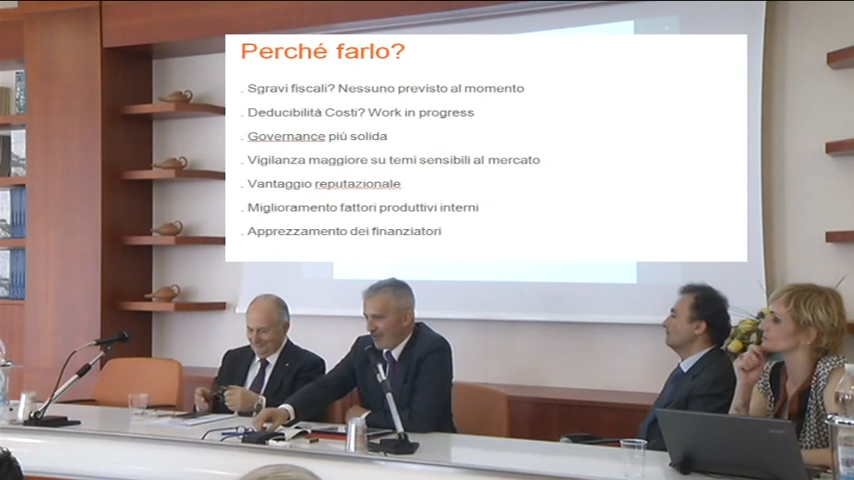 Perché farlo?
. Sgravi fiscali? Nessuno previsto al momento
. Deducibilità Costi? Work in progress
. Governance più solida
. Vigilanza maggiore su temi sensibili al mercato
. Vantaggio reputazionale
. Miglioramento fattori produttivi interni
. Apprezzamento dei finanziatori